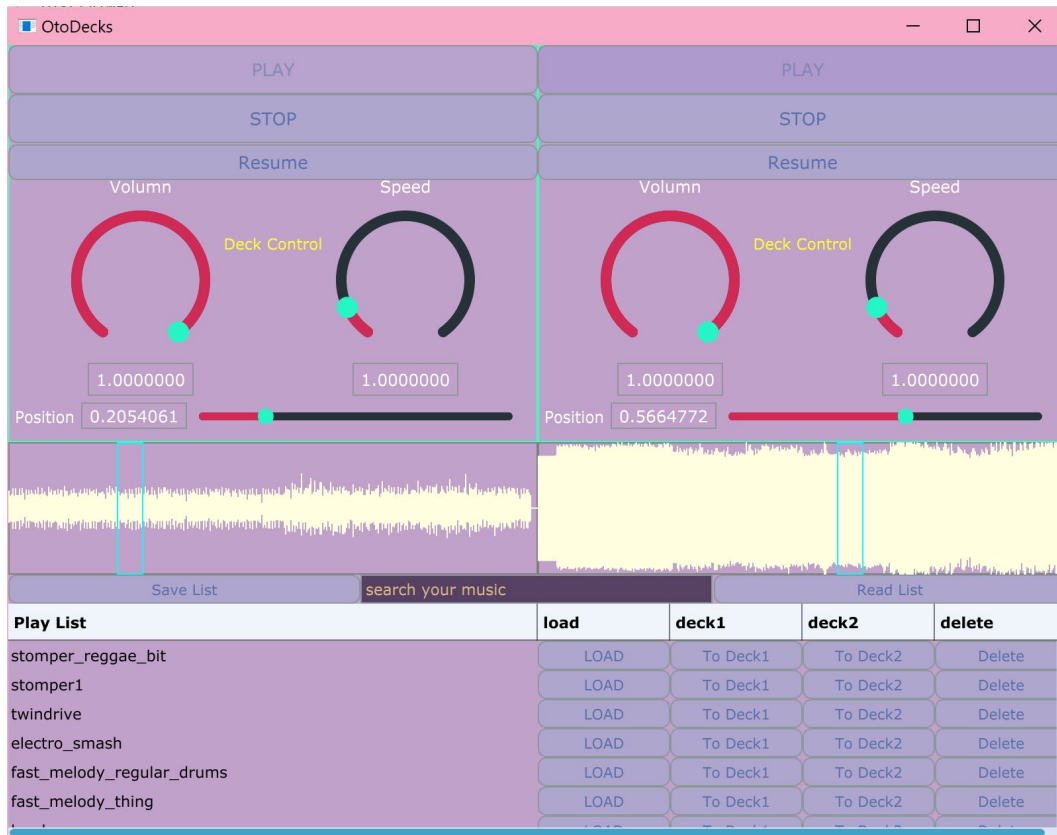 OtoDecks
PLAY PLAY
STOP STOP
Resume Resume
Volumn Speed Volumn Speed
Deck Control Deck Control
1.0000000 1.0000000 1.0000000 1.0000000
Position 0.2054061 Position 0.5664772
Save List search your music Read List
Play List load deck1 deck2 delete
stomper_reggae_bit LOAD To Deck1 To Deck2 Delete
stomper1 LOAD To Deck1 To Deck2 Delete
twindrive LOAD To Deck1 To Deck2 Delete
electro_smash LOAD To Deck1 To Deck2 Delete
fast_melody_regular_drums LOAD To Deck1 To Deck2 Delete
fast_melody_thing LOAD To Deck1 To Deck2 Delete